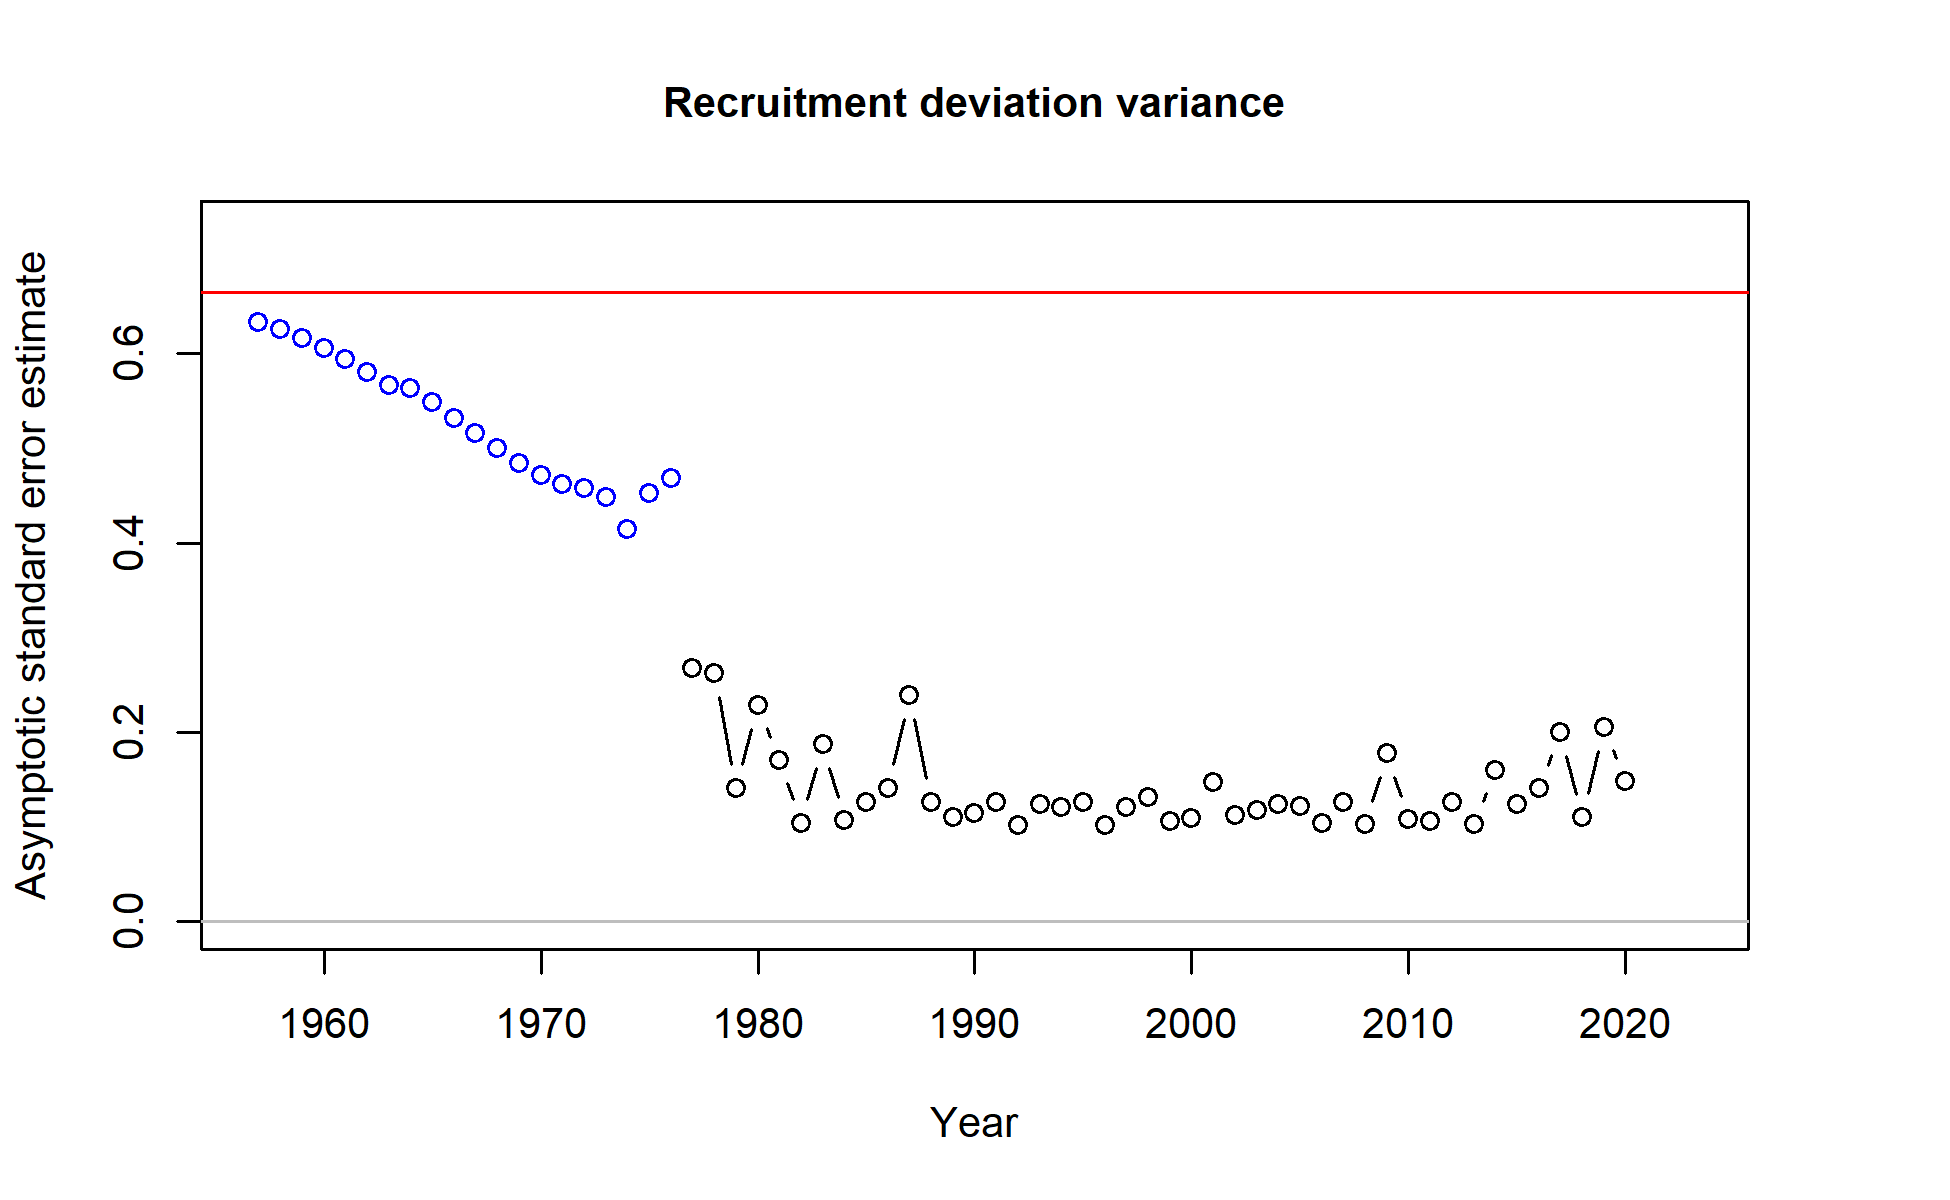 Recruitment deviation variance
Asymptotic standard error estimate
0.6
0.4
0.2
0.0
1960 1970 1980 1990 2000 2010 2020
Year